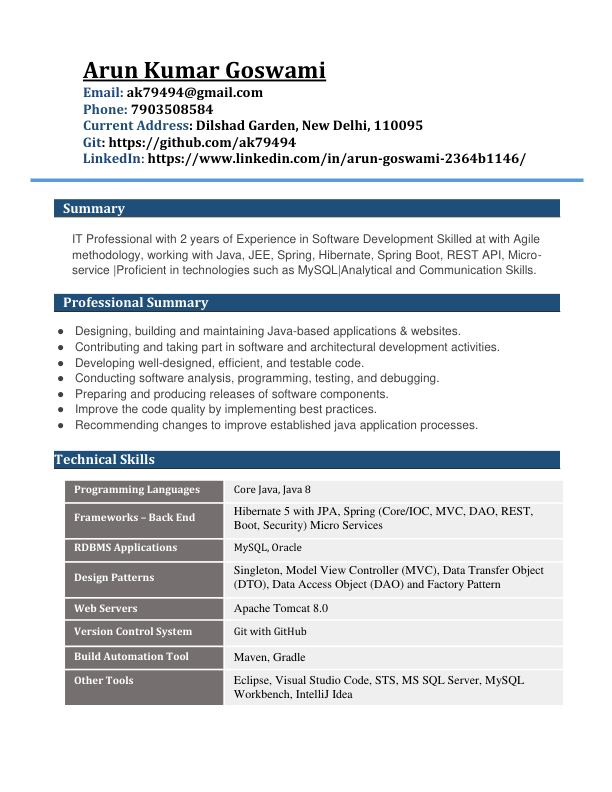 Arun Kumar Goswami
Email: ak79494@gmail.com
Phone: 7903508584
Current Address: Dilshad Garden, New Delhi, 110095
Git: https://github.com/ak79494
LinkedIn: https://www.linkedin.com/in/arun-goswami-2364b1146/
Summary
IT Professional with 2 years of Experience in Software Development Skilled at with Agile
methodology, working with Java, JEE, Spring, Hibernate, Spring Boot, REST API, Micro-
service |Proficient in technologies such as MySQL|Analytical and Communication Skills.
Professional Summary
● Designing, building and maintaining Java-based applications & websites.
● Contributing and taking part in software and architectural development activities.
● Developing well-designed, efficient, and testable code.
● Conducting software analysis, programming, testing, and debugging.
● Preparing and producing releases of software components.
● Improve the code quality by implementing best practices.
● Recommending changes to improve established java application processes.
Technical Skills
Programming Languages Core Java, Java 8
Frameworks – Back End Hibernate 5 with JPA, Spring (Core/IOC, MVC, DAO, REST,
Boot, Security) Micro Services
RDBMS Applications MySQL, Oracle
Design Patterns Singleton, Model View Controller (MVC), Data Transfer Object
(DTO), Data Access Object (DAO) and Factory Pattern
Web Servers Apache Tomcat 8.0
Version Control System Git with GitHub
Build Automation Tool Maven, Gradle
Other Tools Eclipse, Visual Studio Code, STS, MS SQL Server, MySQL
Workbench, IntelliJ Idea